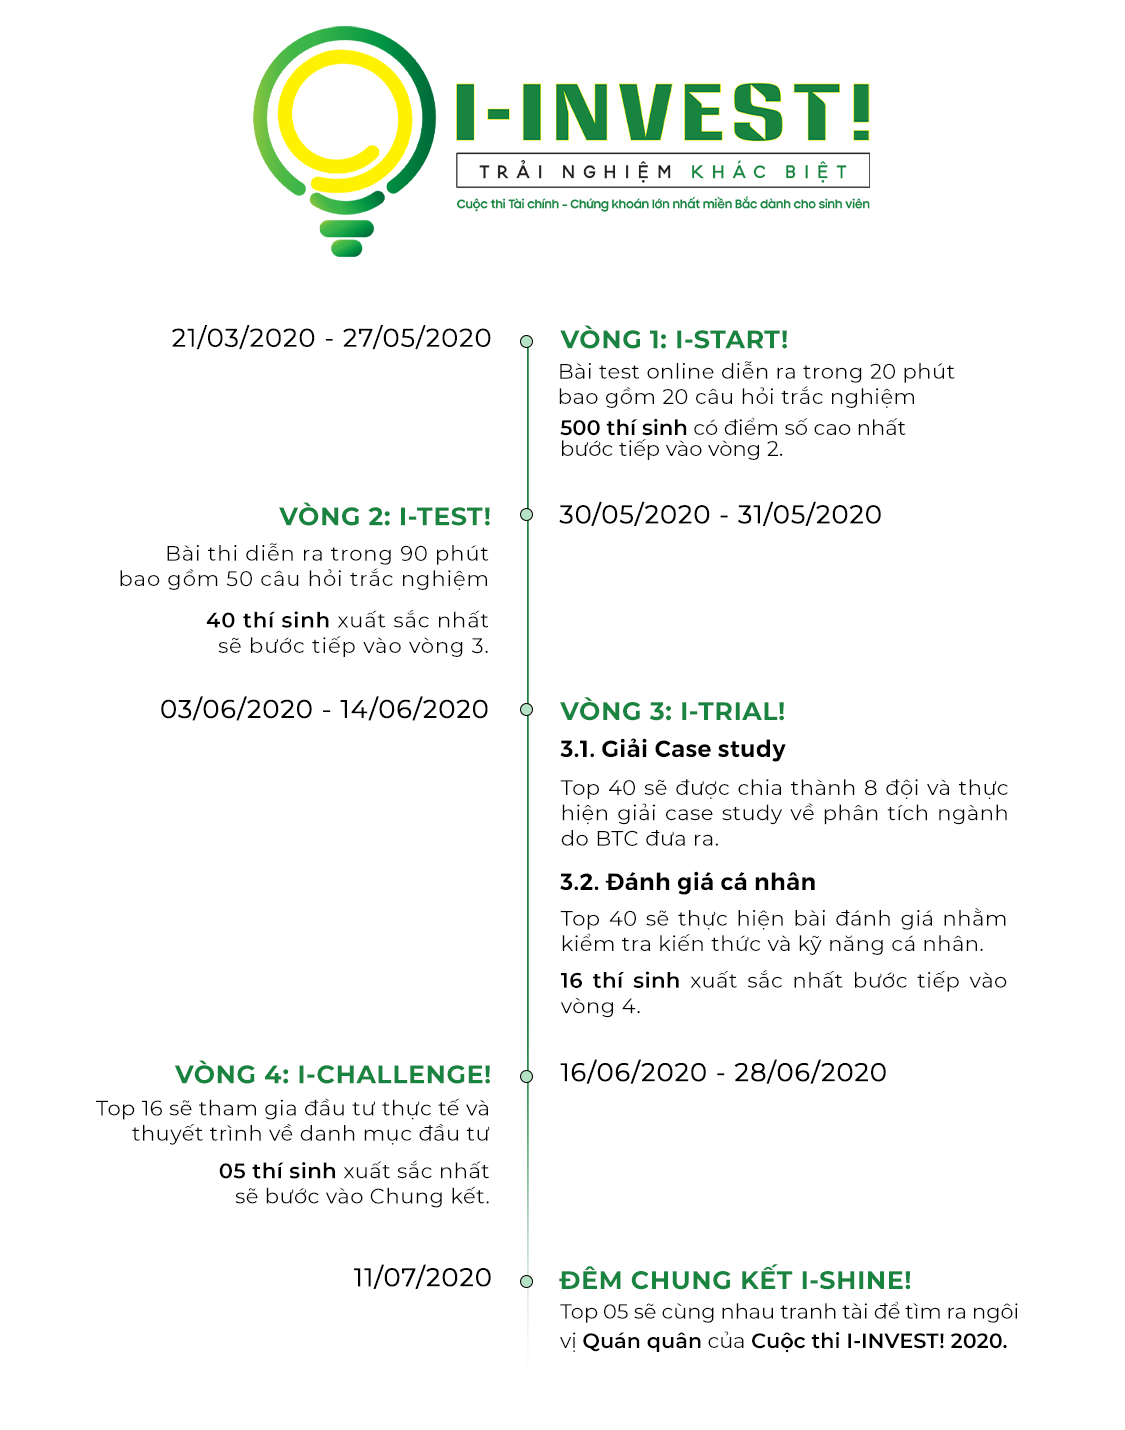 I-INVEST!
TRẢI NGHIỆM KHÁC BIỆT
Cuộc thi Tài chính - Chứng khoán lớn nhất miền Bắc dành cho sinh viên
21/03/2020 - 27/05/2020
VÒNG 1: I-START!
Bài test online diễn ra trong 20 phút
bao gồm 20 câu hỏi trắc nghiệm
500 thí sinh có điểm số cao nhất
bước tiếp vào vòng 2.
VÒNG 2: I-TEST!
30/05/2020 - 31/05/2020
Bài thi diễn ra trong 90 phút
bao gồm 50 câu hỏi trắc nghiệm
40 thí sinh xuất sắc nhất
sẽ bước tiếp vào vòng 3.
03/06/2020 - 14/06/2020
VÒNG 3: I-TRIAL!
3.1. Giải Case study
Top 40 sẽ được chia thành 8 đội và thực
hiện giải case study về phân tích ngành
do BTC đưa ra.
3.2. Đánh giá cá nhân
Top 40 sẽ thực hiện bài đánh giá nhằm
kiểm tra kiến thức và kỹ năng cá nhân.
16 thí sinh xuất sắc nhất bước tiếp vào
vòng 4.
VÒNG 4: I-CHALLENGE!
16/06/2020 - 28/06/2020
Top 16 sẽ tham gia đầu tư thực tế và
thuyết trình về danh mục đầu tư
05 thí sinh xuất sắc nhất
sẽ bước vào Chung kết.
11/07/2020
ĐÊM CHUNG KẾT I-SHINE!
Top 05 sẽ cùng nhau tranh tài để tìm ra ngôi
vị Quán quân của Cuộc thi I-INVEST! 2020.